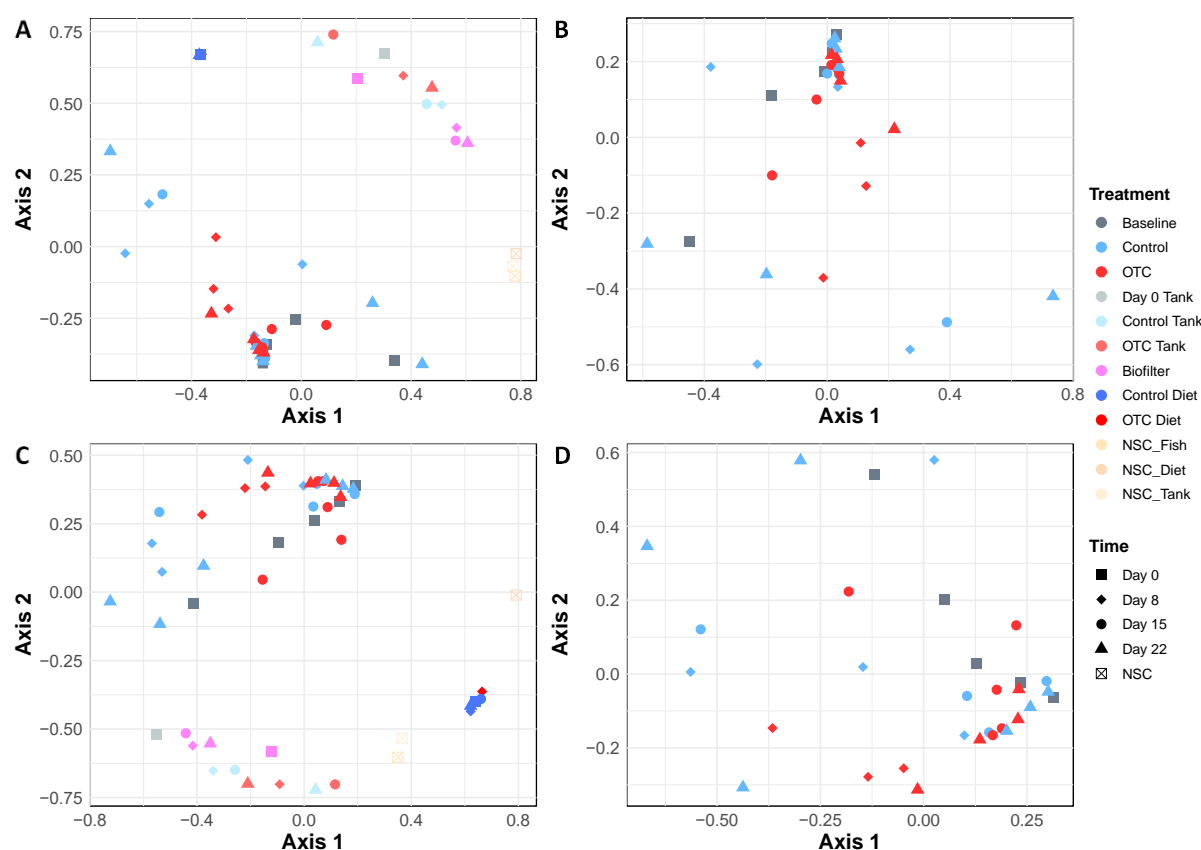 A
Axis 2
0.75
0.50
0.25
0.00
−0.25
−0.4
0.0
0.4
0.8
Axis 1
B
Axis 2
0.2
0.0
−0.2
−0.4
−0.6
−0.4
0.0
0.4
0.8
Axis 1
C
Axis 2
0.50
0.25
0.00
−0.25
−0.50
−0.75
−0.8
−0.4
0.0
0.4
0.8
Axis 1
D
Axis 2
0.6
0.4
0.2
0.0
−0.2
−0.50
−0.25
0.00
0.25
Axis 1
Treatment
Baseline
Control
OTC
Day 0 Tank
Control Tank
OTC Tank
Biofilter
Control Diet
OTC Diet
NSC_Fish
NSC_Diet
NSC_Tank
Time
Day 0
Day 8
Day 15
Day 22
NSC